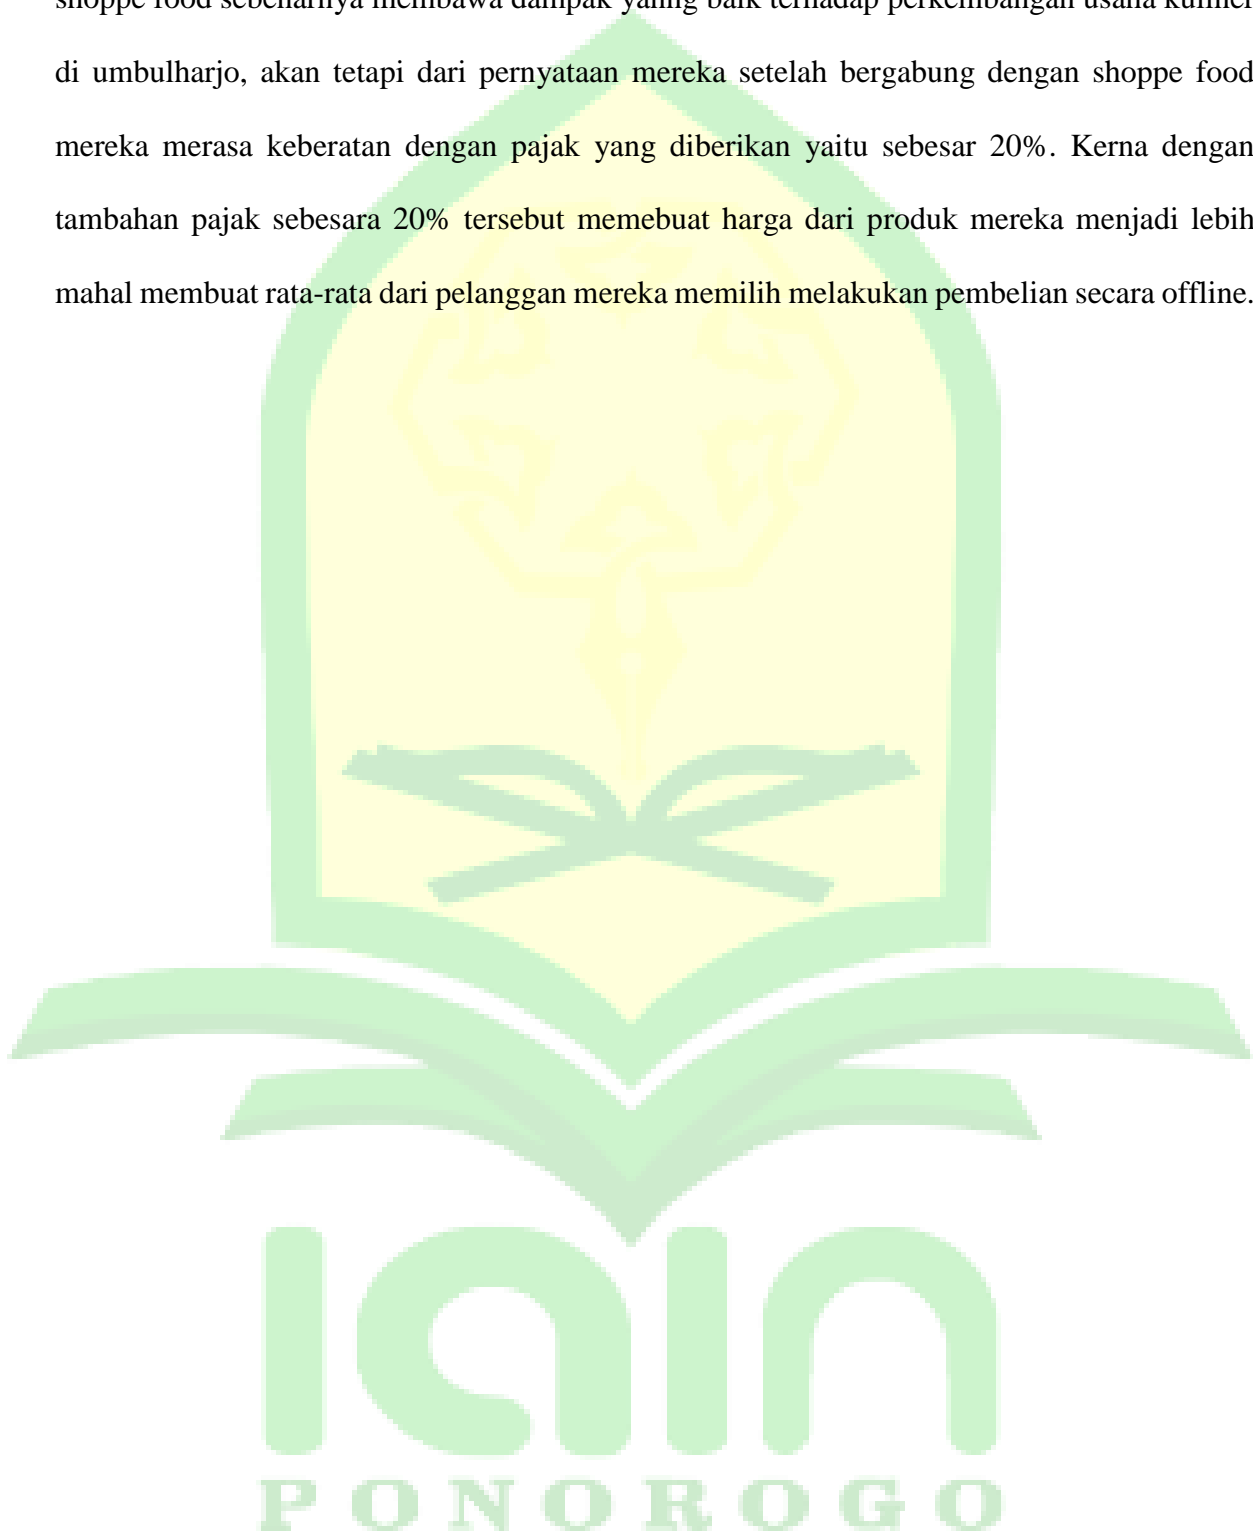 shoppe food sebenarnya membawa dampak yanng baik terhadap perkembangan usaha kuliner
di umbulharjo, akan tetapi dari pernyataan mereka setelah bergabung dengan shoppe food
mereka merasa keberatan dengan pajak yang diberikan yaitu sebesar 20%. Kerna dengan
tambahan pajak sebesara 20% tersebut memebuat harga dari produk mereka menjadi lebih
mahal membuat rata-rata dari pelanggan mereka memilih melakukan pembelian secara offline.
iain
PONOROGO